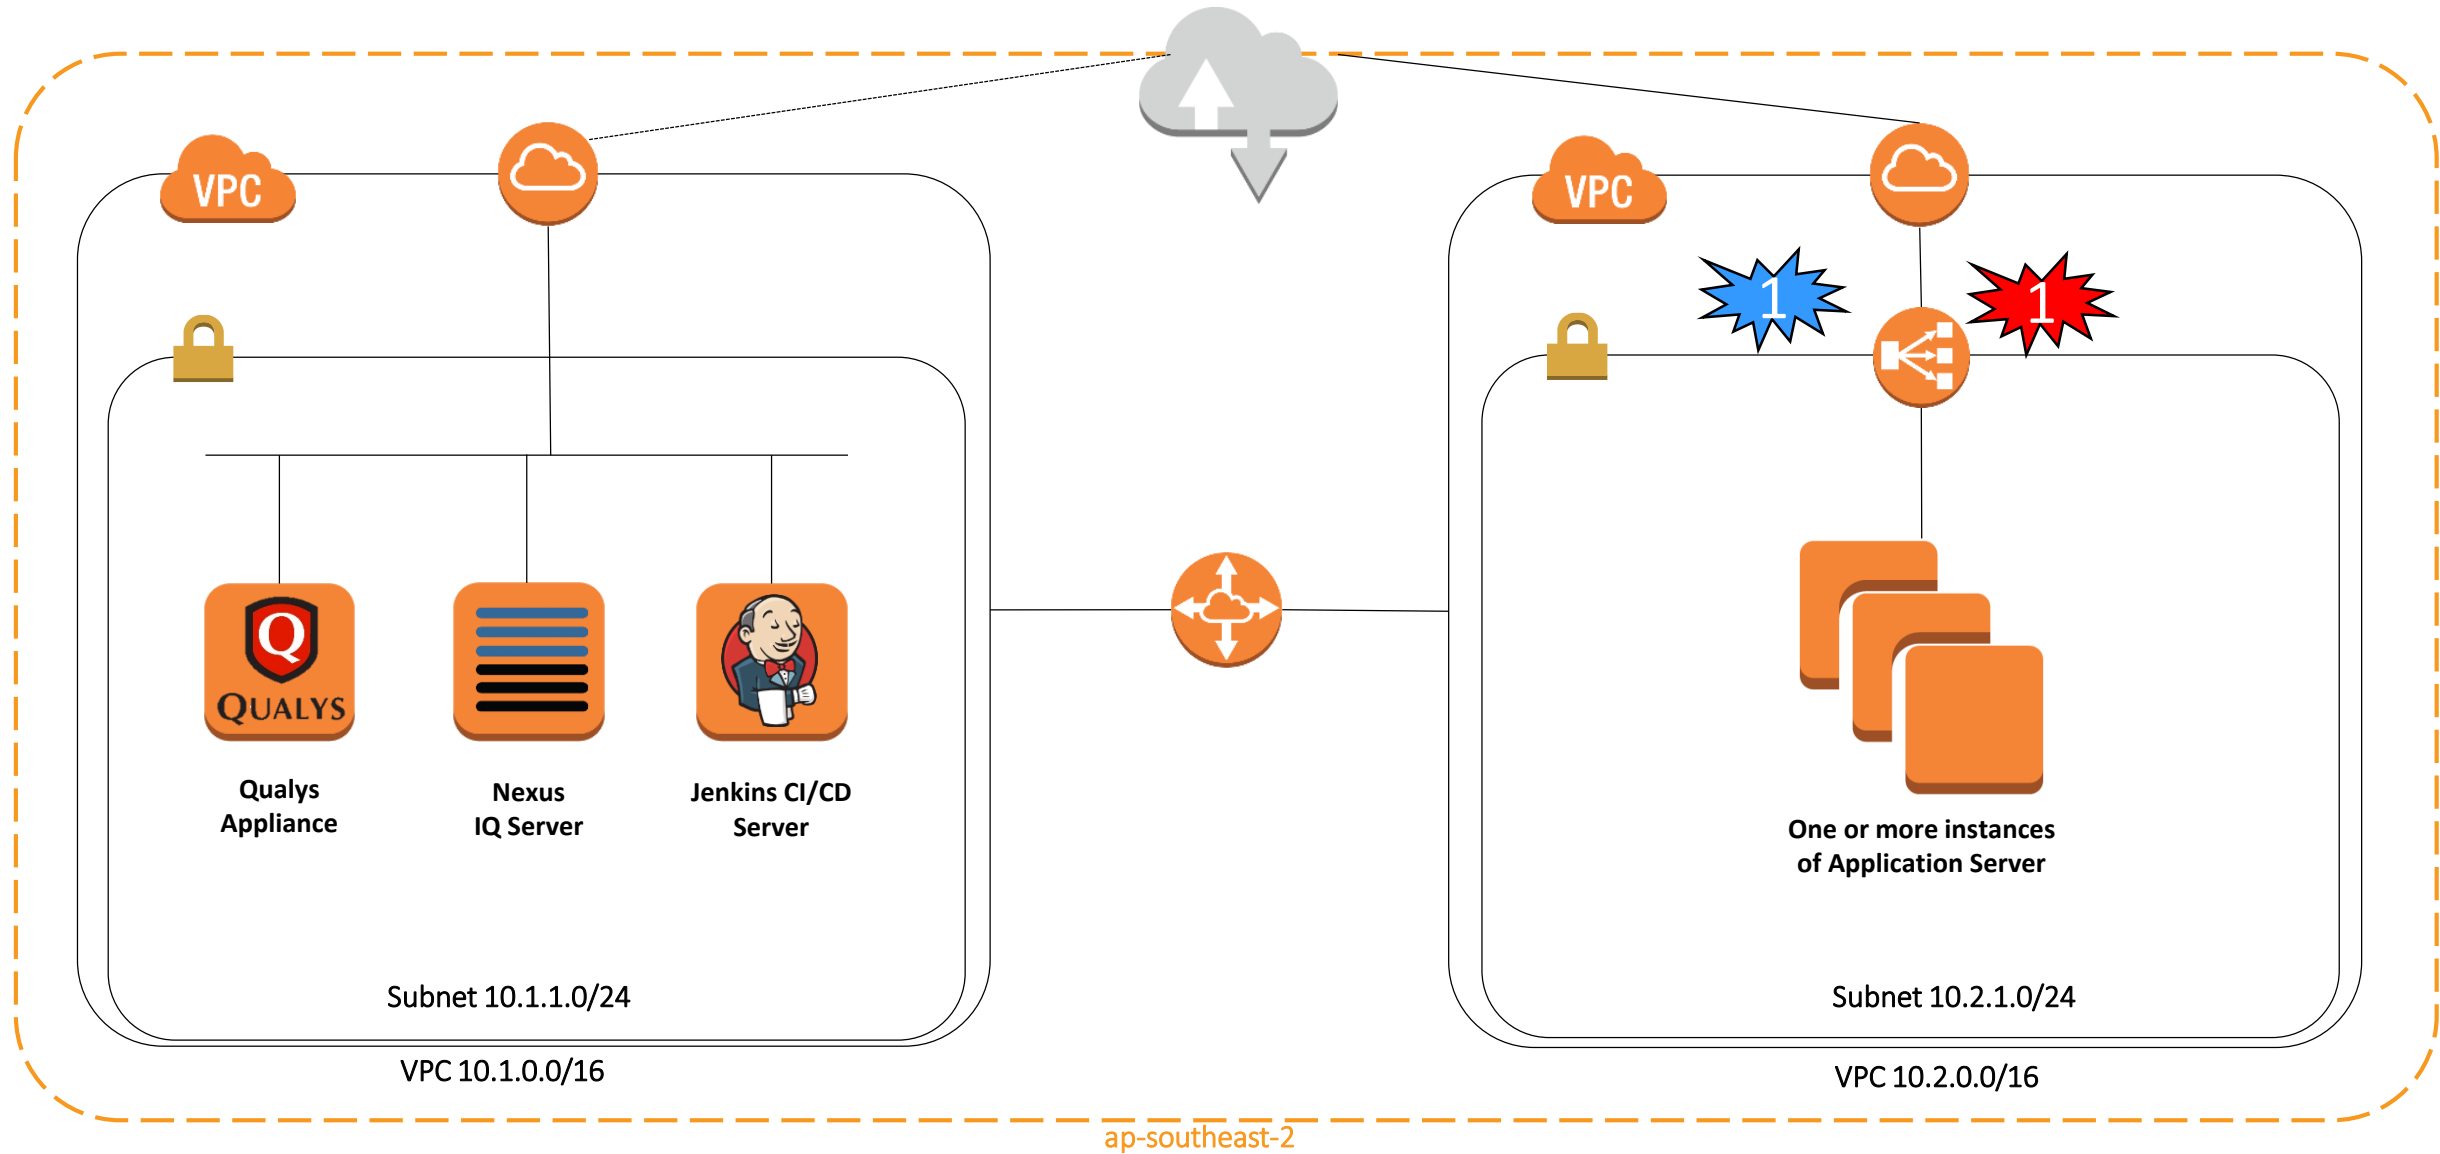 VPC
VPC
1
1
Q
QUALYS
Qualys
Appliance
Nexus
IQ Server
Jenkins CI/CD
Server
One or more instances
of Application Server
Subnet 10.1.1.0/24
Subnet 10.2.1.0/24
VPC 10.1.0.0/16
VPC 10.2.0.0/16
ap-southeast-2